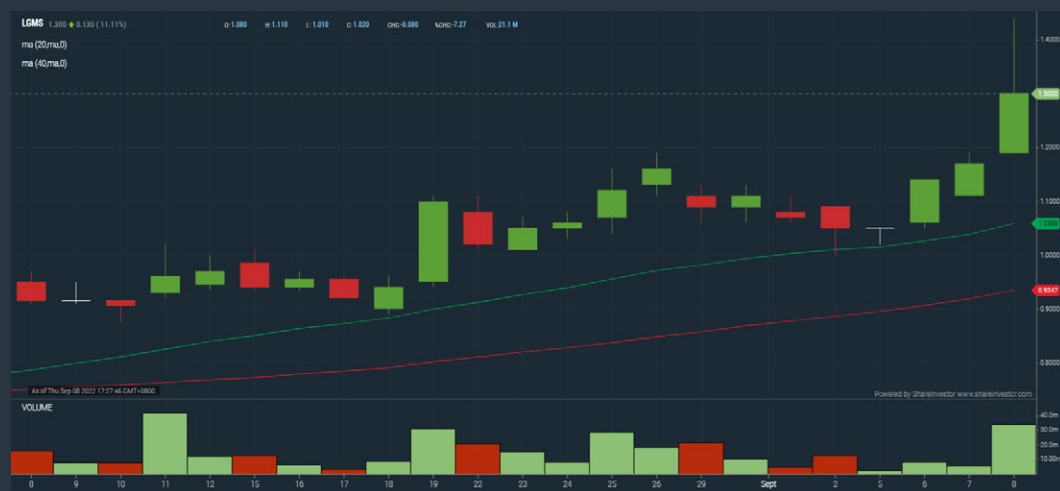 LGMS 1.300 0.130 (11.11%) O: 1.080 H: 1.110 L: 1.010 C: 1.020 CHG:-0.080 %CHG:-7.27 VOL:21.1 M
ma (20,ma,0)
ma (40,ma,0)
1.4000
1.3000
1.2000
1.1000
1.0000
0.9347
0.9000
0.8000
As of Thu Sep 08 2022 17:27:46 GMT+0800
Powered by ShareInvestor www.shareinvestor.com
VOLUME
40.0m
30.0m
20.0m
10.00m
8 9 10 11 12 15 16 17 18 19 22 23 24 25 26 29 Sept 2 5 6 7 8